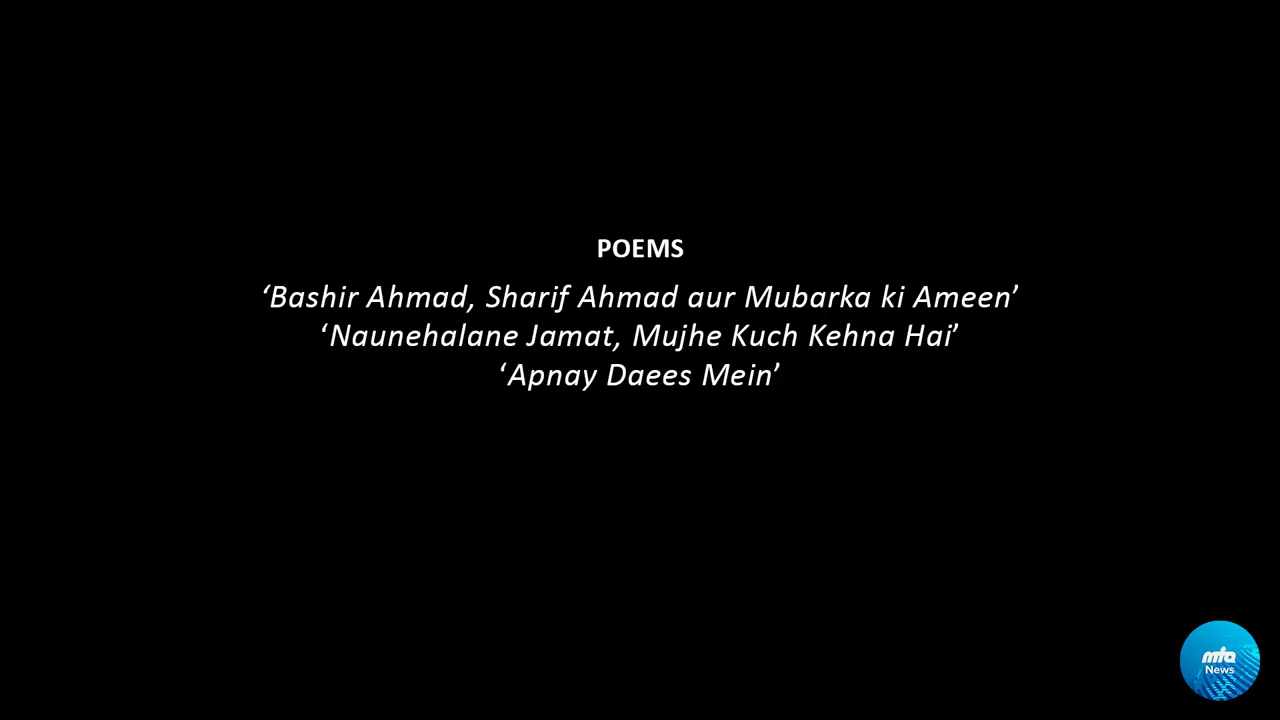 POEMS
‘Bashir Ahmad, Sharif Ahmad aur Mubarka ki Ameen’
‘Naunehalane Jamat, Mujhe Kuch Kehna Hai’
‘Apnay Daees Mein’
mta
News